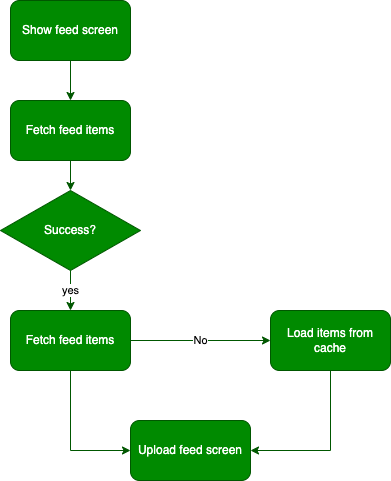 Show feed screen
Fetch feed items
Success?
yes
Fetch feed items
No
Load items from
cache
Upload feed screen